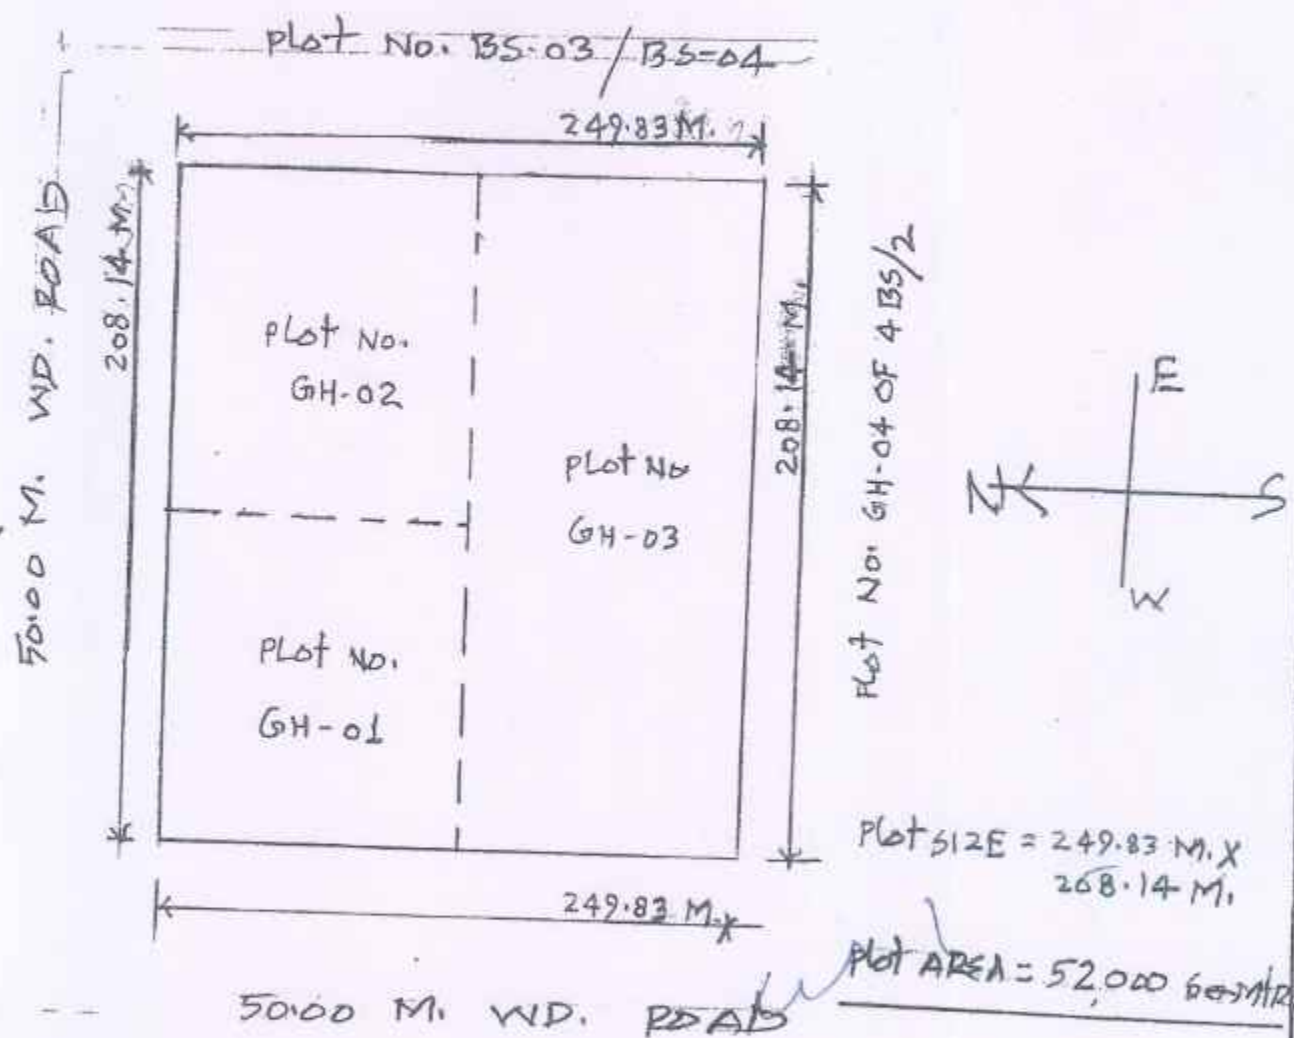 Plot No. BS-03 / BS-04
249.83 M.
50.00 M. WD. ROAD
208.14 M.
Plot No.
GH-02
Plot No
GH-03
Plot No.
GH-01
208.14 M.
Plot No. GH-04 OF 4 BS/2
N
E
S
W
Plot SIZE = 249.83 M. X
208.14 M.
249.83 M.
Plot AREA = 52,000
50.00 M. WD. ROAD